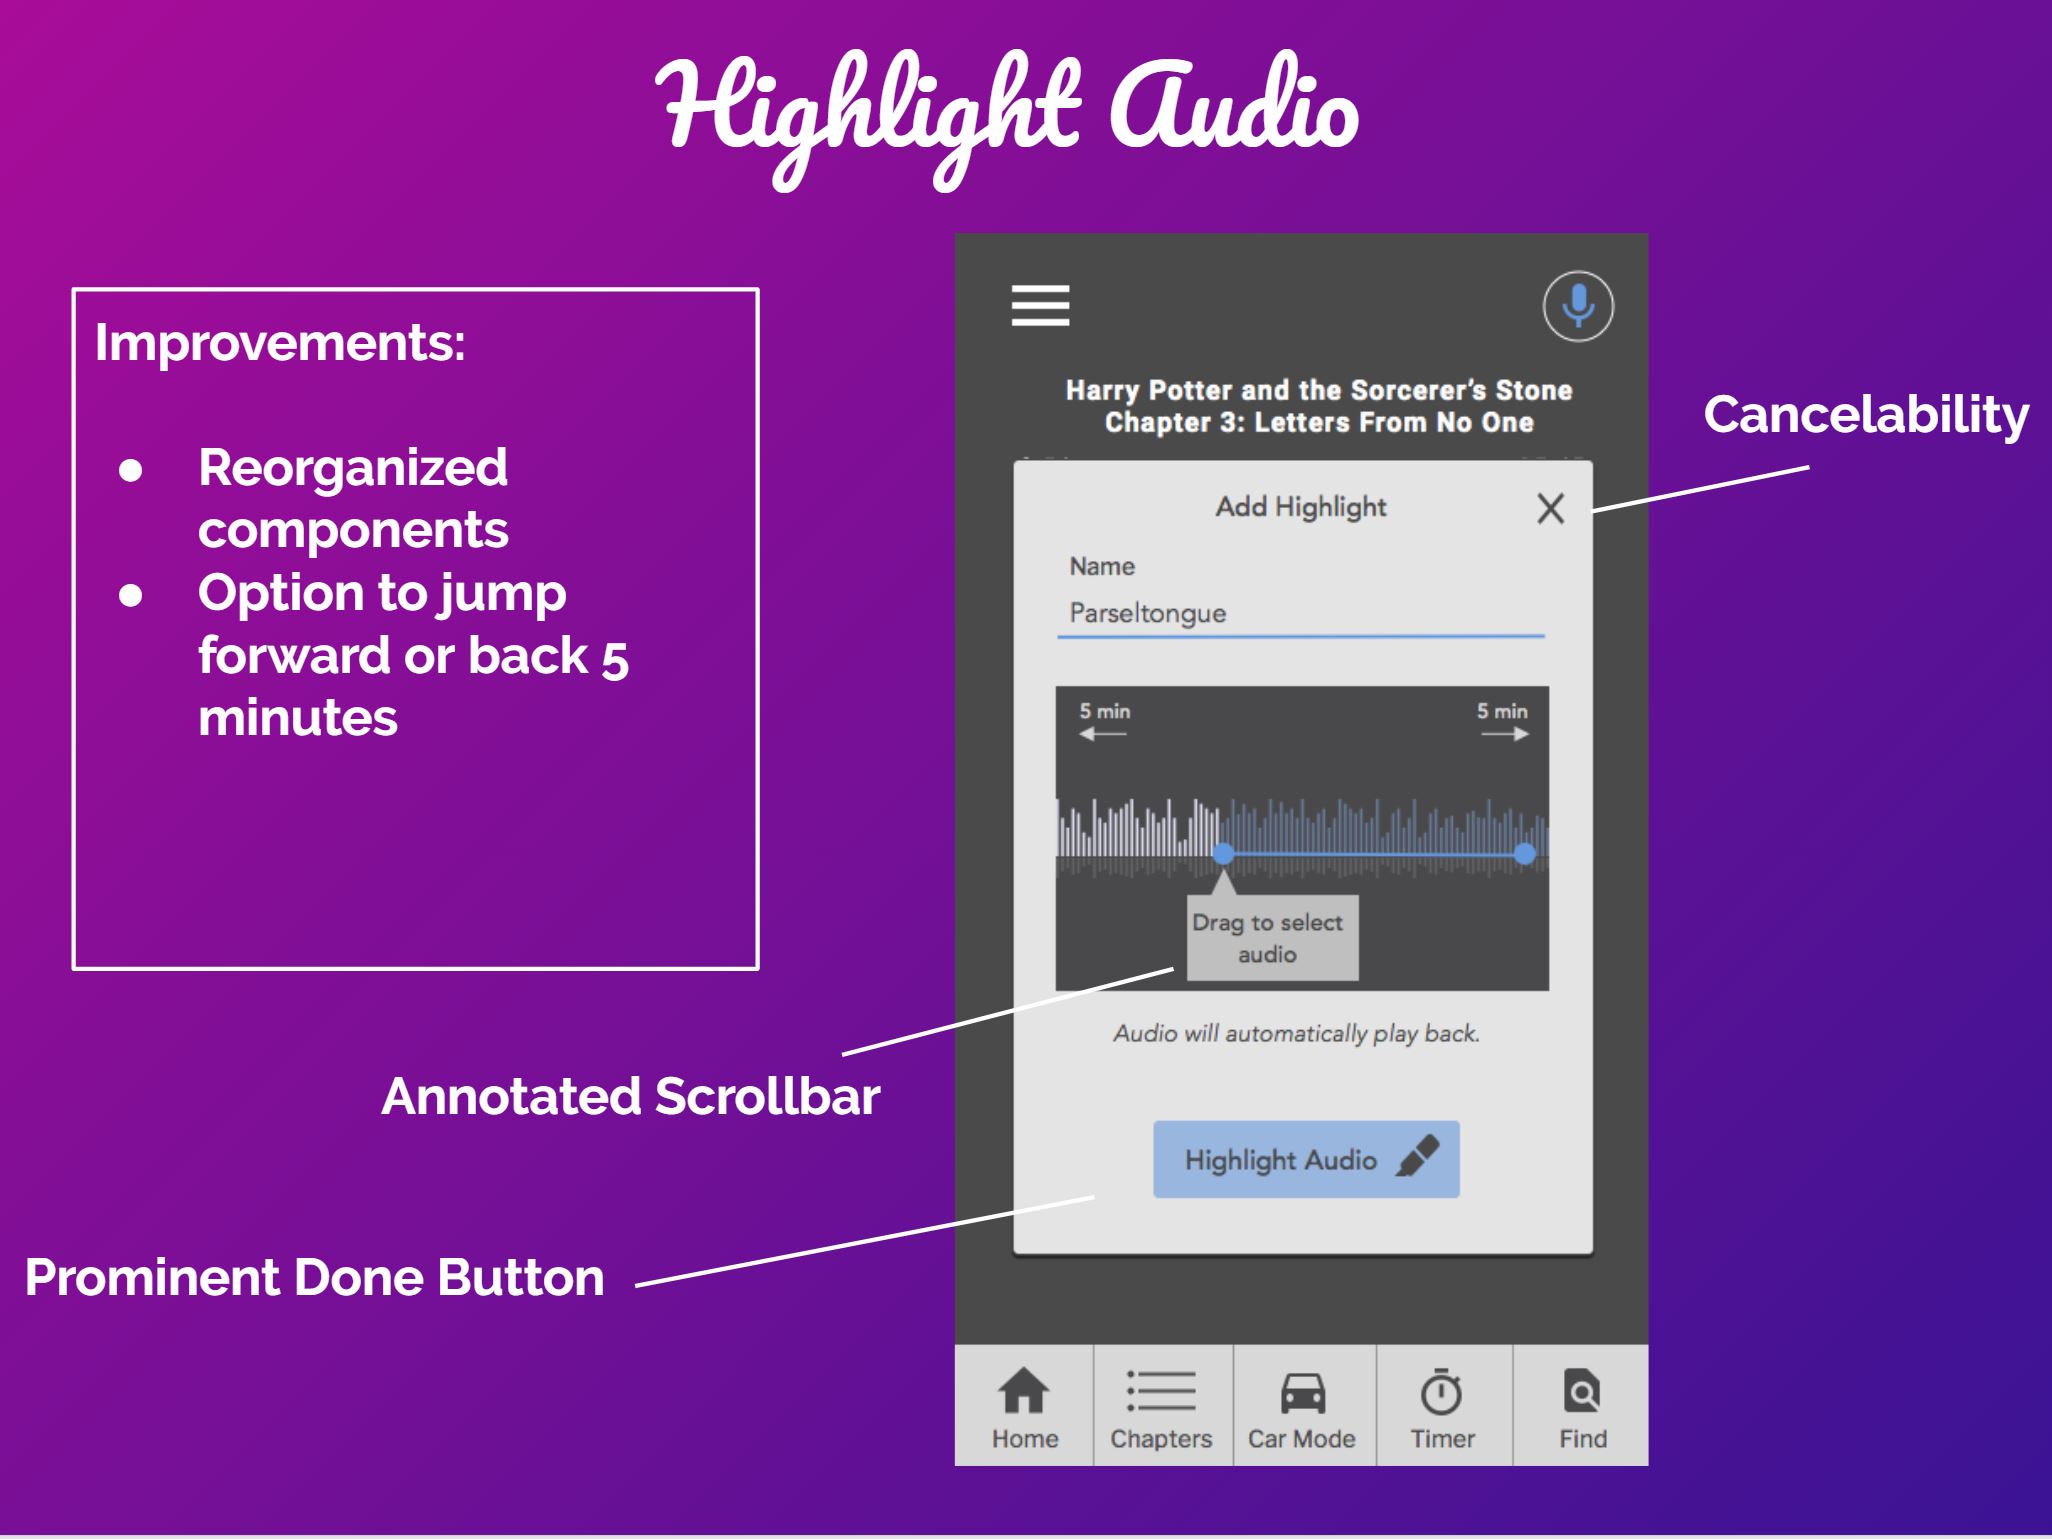 Highlight Audio
Improvements:
● Reorganized
components
● Option to jump
forward or back 5
minutes
Harry Potter and the Sorcerer's Stone
Chapter 3: Letters From No One
Cancelability
Add Highlight
Name
Parseltongue
5 min
5 min
Drag to select
audio
Audio will automatically play back.
Annotated Scrollbar
Highlight Audio
Prominent Done Button
Home
Chapters
Car Mode
Timer
Find